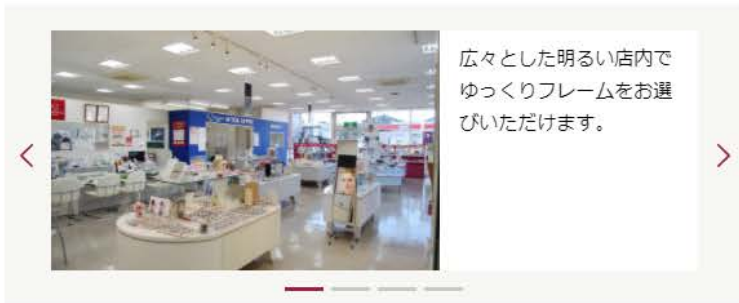 広々とした明るい店内で
ゆっくりフレームをお選
びいただけます。